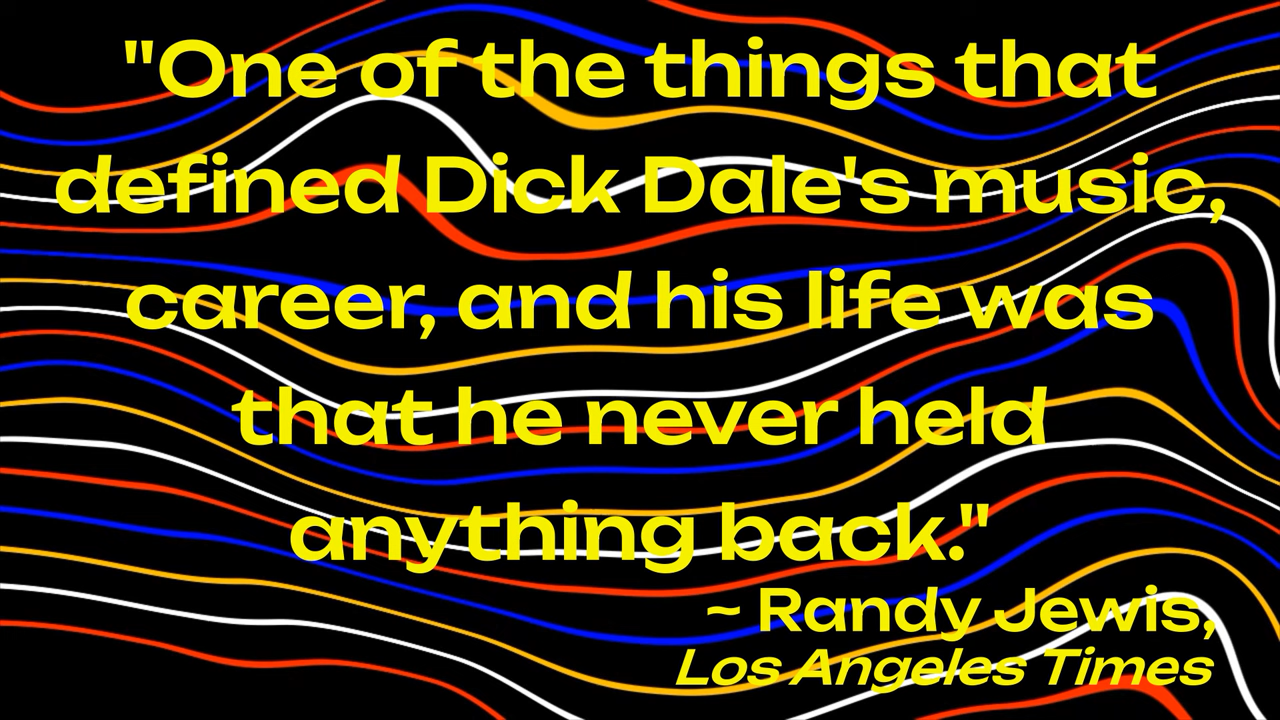 "One of the things that
defined Dick Dale's music,
career, and his life was
that he never held
anything back."
~ Randy Jewis,
Los Angeles Times